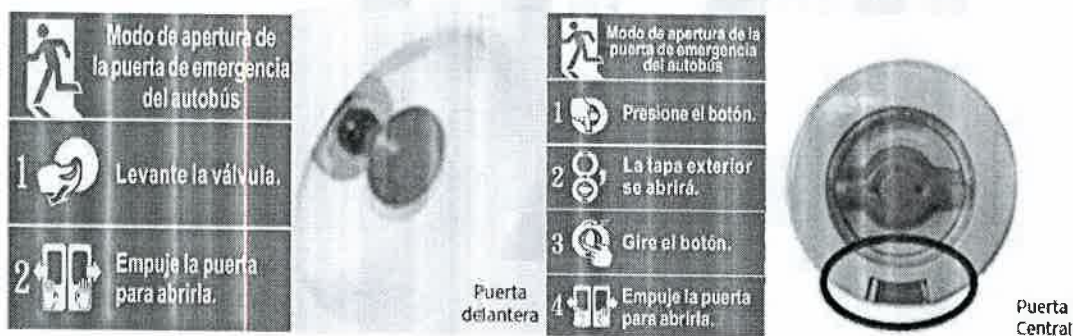 Modo de apertura de
la puerta de emergencia
del autobús
1 Levante la válvula.
2 Empuje la puerta
para abrirla.
Puerta
delantera
Modo de apertura de la
puerta de emergencia
del autobús
1 Presione el botón.
2 La tapa exterior
se abrirá.
3 Gire el botón.
4 Empuje la puerta
para abrirla.
Puerta
Central